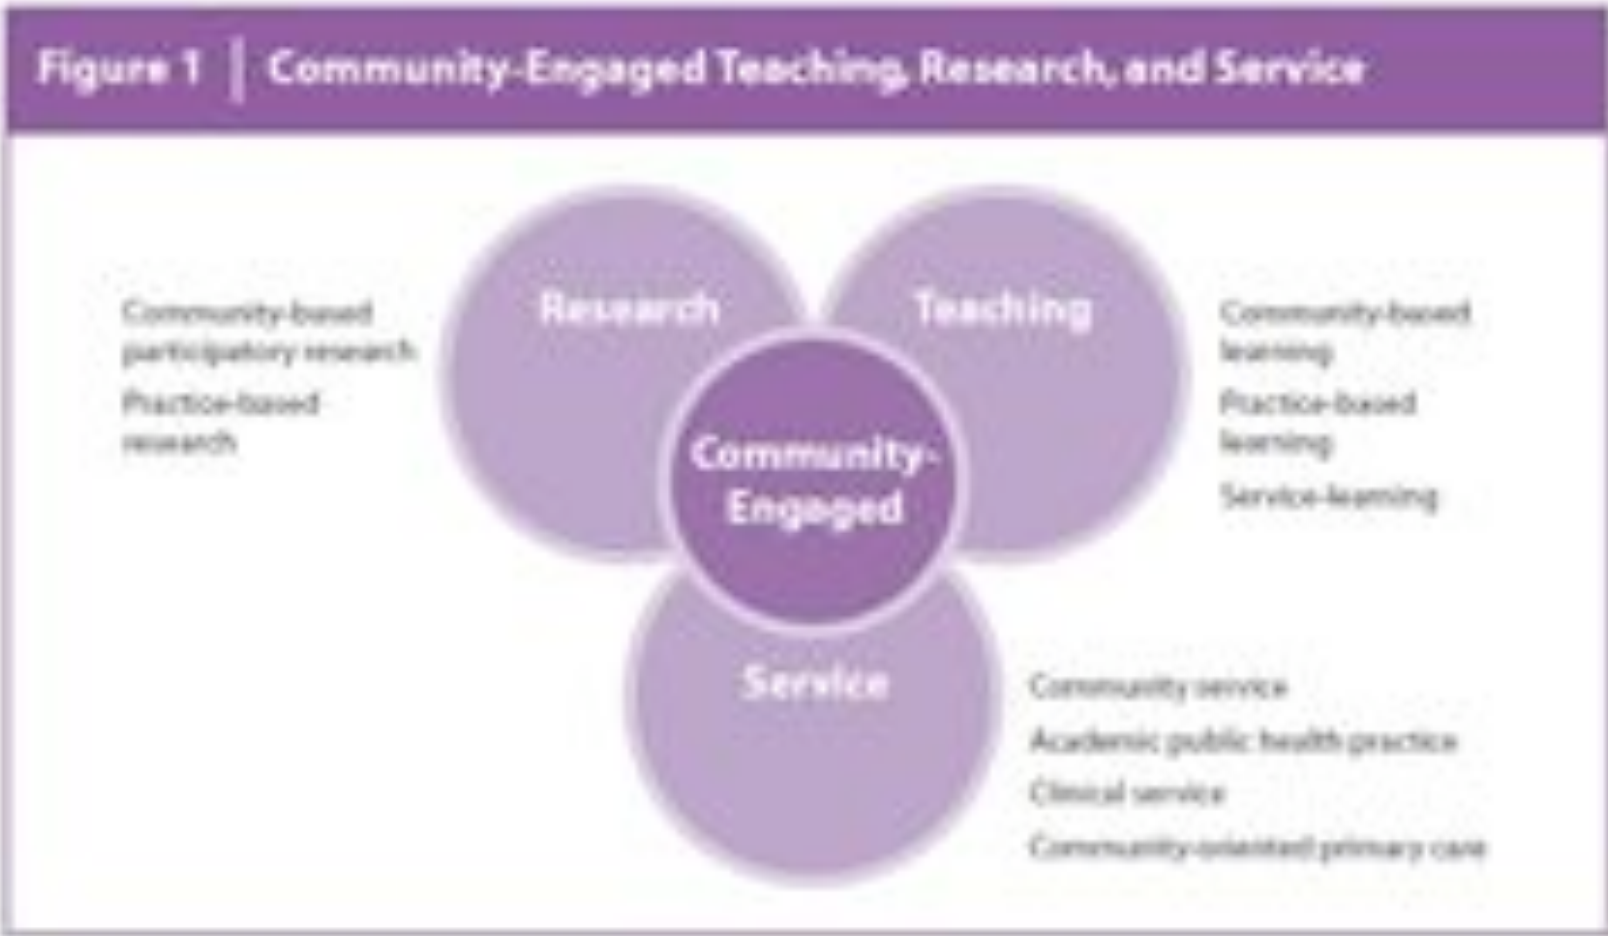 Figure 1 | Community-Engaged Teaching, Research, and Service
Research
Community-based
participatory research
Practice-based
research
Teaching
Community-based
learning
Practice-based
learning
Service-learning
Community-
Engaged
Service
Community service
Academic public health practice
Clinical service
Community-oriented primary care